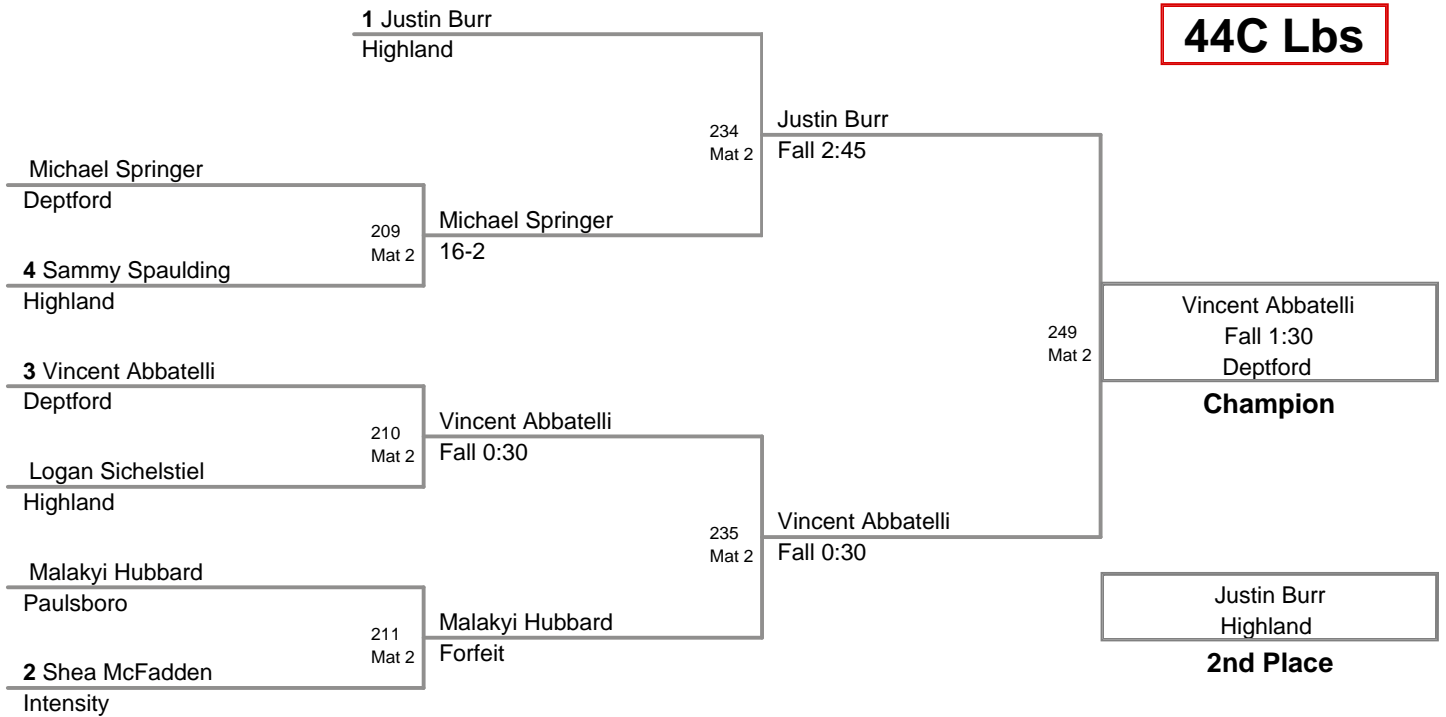 1 Justin Burr
Highland
44C Lbs
234
Mat 2
Justin Burr
Fall 2:45
Michael Springer
Deptford
209
Mat 2
Michael Springer
16-2
4 Sammy Spaulding
Highland
3 Vincent Abbatelli
Deptford
210
Mat 2
Vincent Abbatelli
Fall 0:30
Logan Sichelstiel
Highland
235
Mat 2
Vincent Abbatelli
Fall 0:30
Malakyi Hubbard
Paulsboro
211
Mat 2
Malakyi Hubbard
Forfeit
2 Shea McFadden
Intensity
249
Mat 2
Vincent Abbatelli
Fall 1:30
Deptford
Champion
Justin Burr
Highland
2nd Place